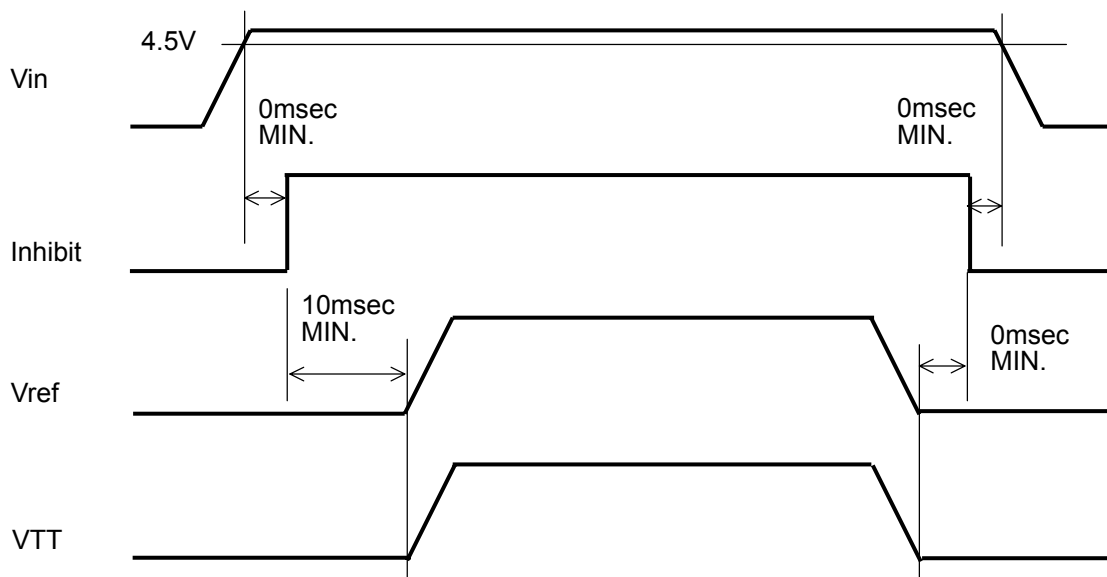 4.5V
Vin
0msec
MIN.
0msec
MIN.
Inhibit
10msec
MIN.
0msec
MIN.
Vref
VTT